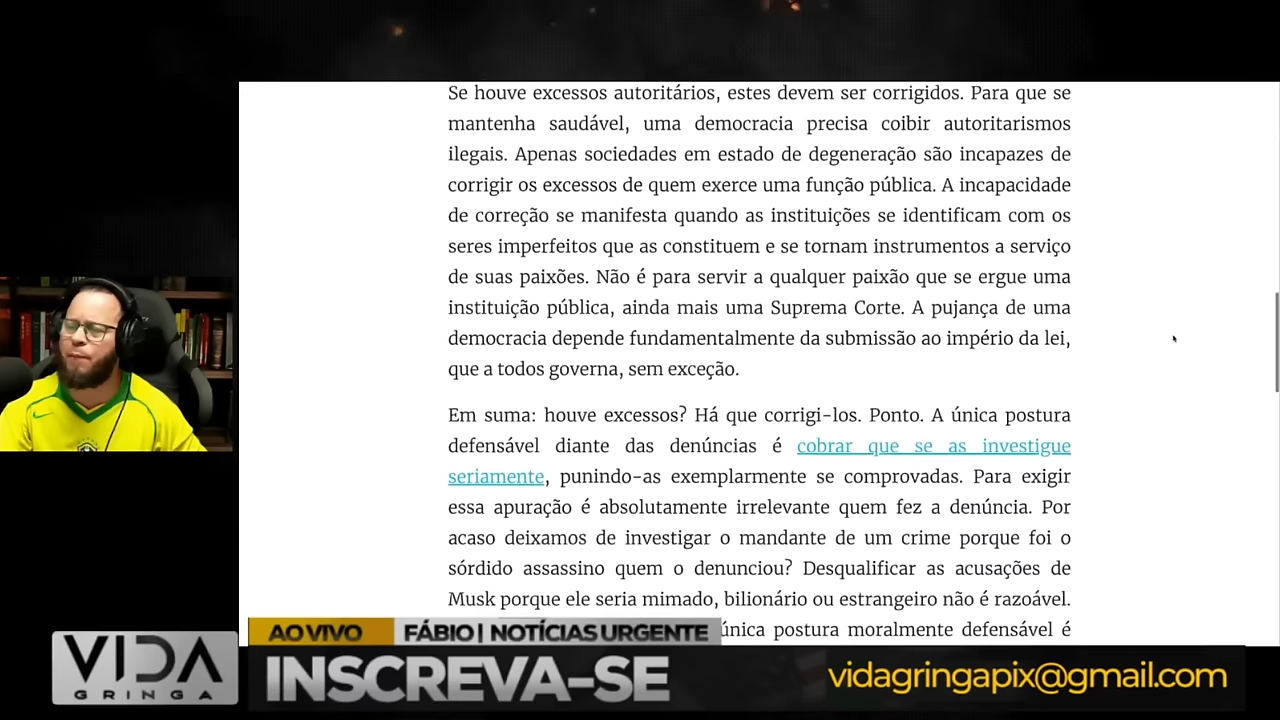 Se houve excessos autoritários, estes devem ser corrigidos. Para que se
mantenha saudável, uma democracia precisa coibir autoritarismos
ilegais. Apenas sociedades em estado de degeneração são incapazes de
corrigir os excessos de quem exerce uma função pública. A incapacidade
de correção se manifesta quando as instituições se identificam com os
seres imperfeitos que as constituem e se tornam instrumentos a serviço
de suas paixões. Não é para servir a qualquer paixão que se ergue uma
instituição pública, ainda mais uma Suprema Corte. A pujança de uma
democracia depende fundamentalmente da submissão ao império da lei,
que a todos governa, sem exceção.
Em suma: houve excessos? Há que corrigi-los. Ponto. A única postura
defensável diante das denúncias é cobrar que se as investigue
seriamente, punindo-as exemplarmente se comprovadas. Para exigir
essa apuração é absolutamente irrelevante quem fez a denúncia. Por
acaso deixamos de investigar o mandante de um crime porque foi o
sórdido assassino quem o denunciou? Desqualificar as acusações de
Musk porque ele seria mimado, bilionário ou estrangeiro não é razoável.
única postura moralmente defensável é
AO VIVO FÁBIO | NOTÍCIAS URGENTE
VIDA
GRINGA
INSCREVA-SE
vidagringapix@gmail.com